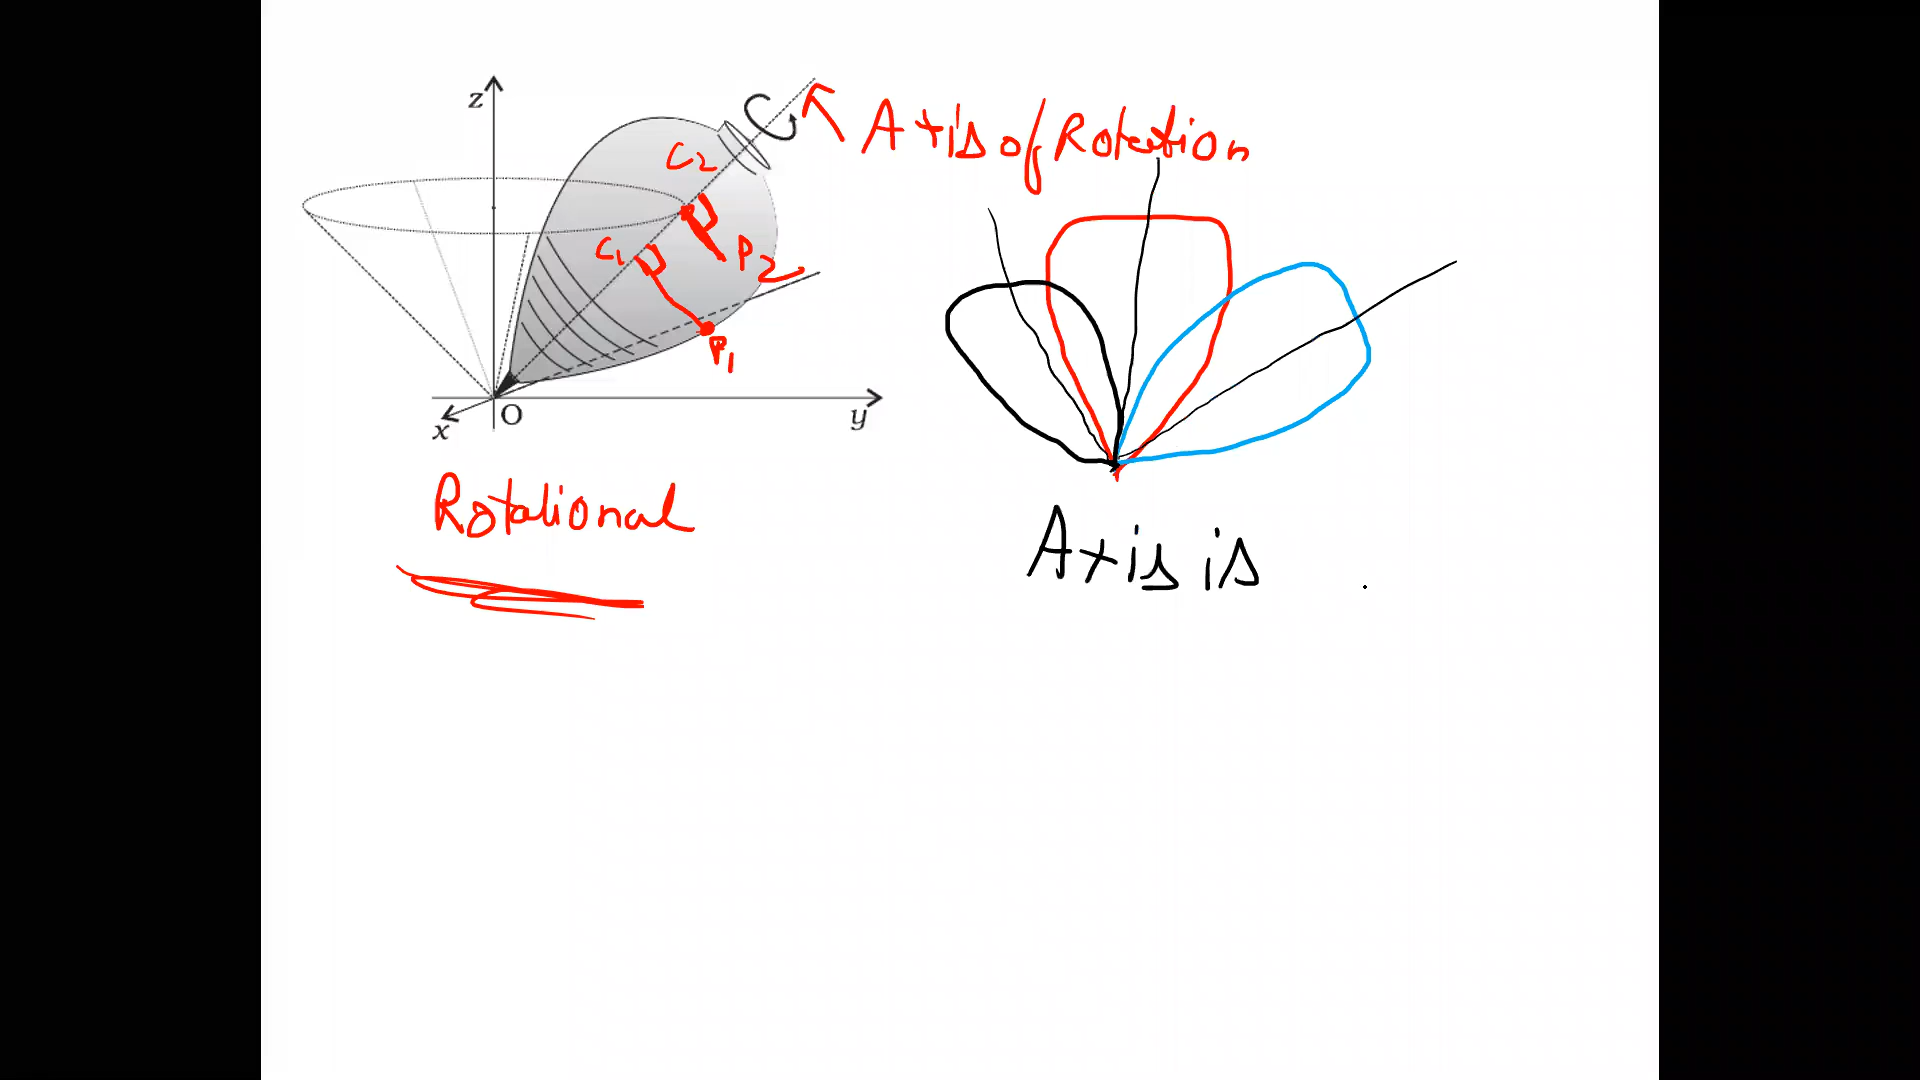 z
Axis of Rotation
C2
C1
P2
P1
O
x
y
Rotational
Axis is